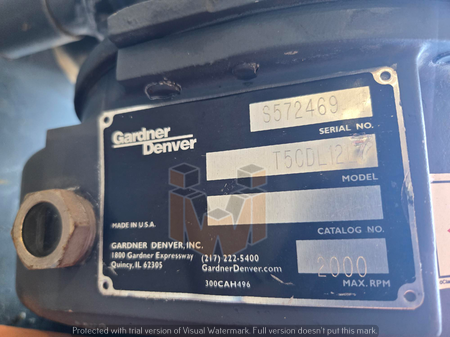 Gardner
Denver
S572469
SERIAL NO.
MODEL
MADE IN U.S.A.
CATALOG NO.
GARDNER DENVER, INC.
1800 Gardner Expressway
Quincy, IL 62305
(217) 222-5400
GardnerDenver.com
300CAH496
2000
MAX. RPM
Protected with trial version of Visual Watermark. Full version doesn't put this mark.